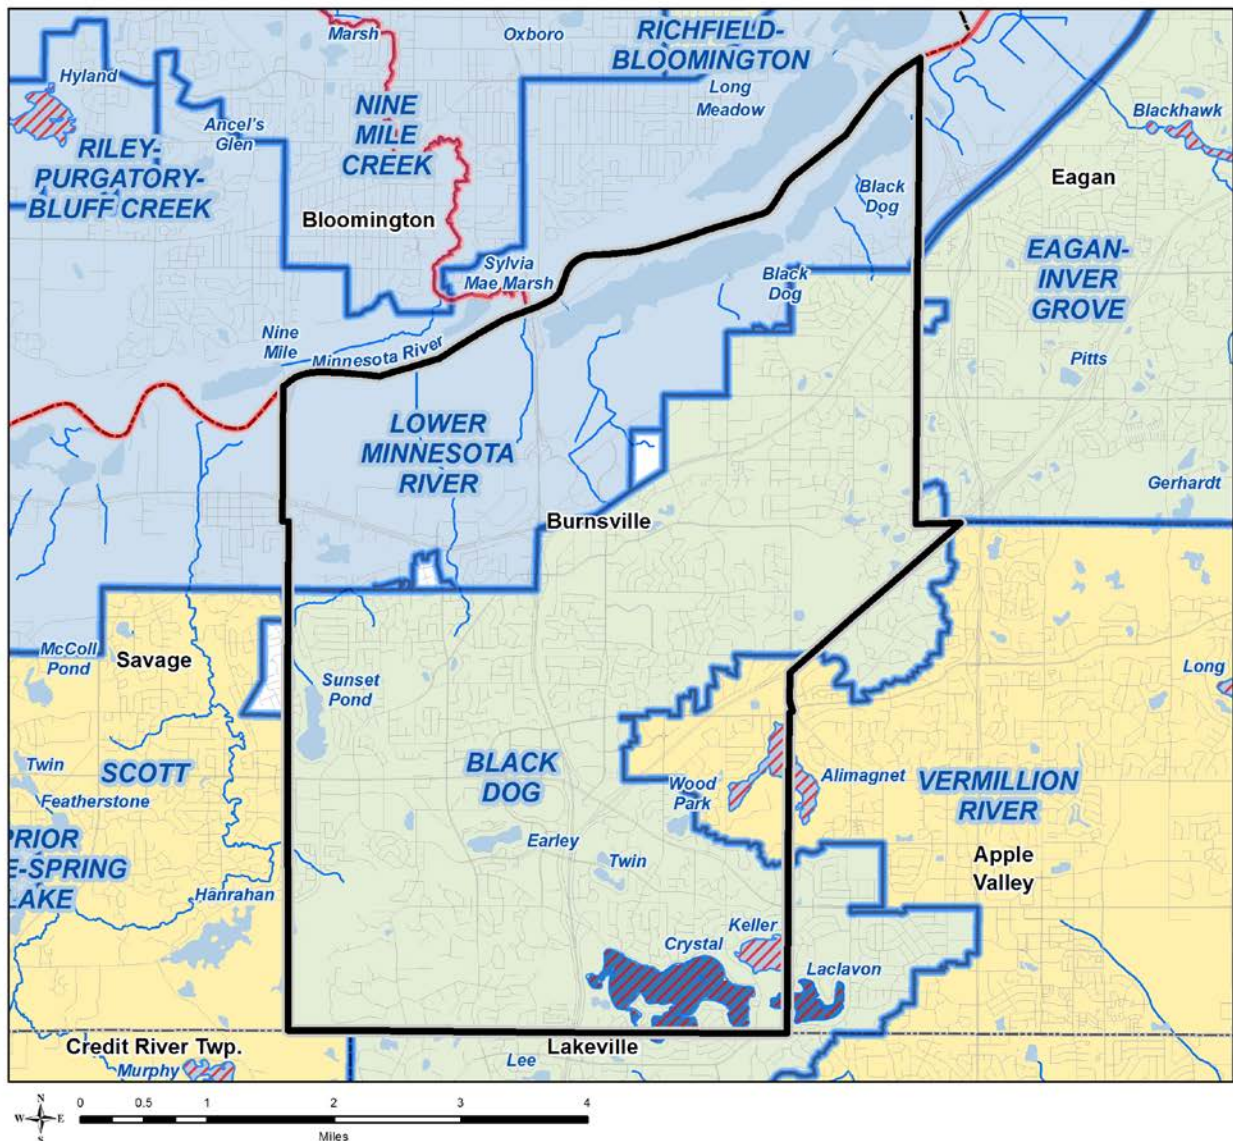 Marsh
Oxboro
RICHFIELD-
BLOOMINGTON
Hyland
Long
Meadow
NINE
MILE
CREEK
Ancel's
Glen
Blackhawk
RILEY-
PURGATORY-
BLUFF CREEK
Eagan
Black
Dog
Bloomington
EAGAN-
INVER
GROVE
Sylvia
Mae Marsh
Black
Dog
Nine
Mile
Minnesota River
Pitts
LOWER
MINNESOTA
RIVER
Gerhardt
Burnsville
McColl
Pond
Savage
Sunset
Pond
Long
SCOTT
BLACK
DOG
Twin
Featherstone
Wood
Park
Alimagnet
VERMILLION
RIVER
PRIOR
E-SPRING
LAKE
Earley
Twin
Apple
Valley
Hanrahan
Keller
Crystal
Laclavon
Credit River Twp.
Murphy
Lakeville
Lee
N
W E
S
0 0.5 1 2 3 4
Miles